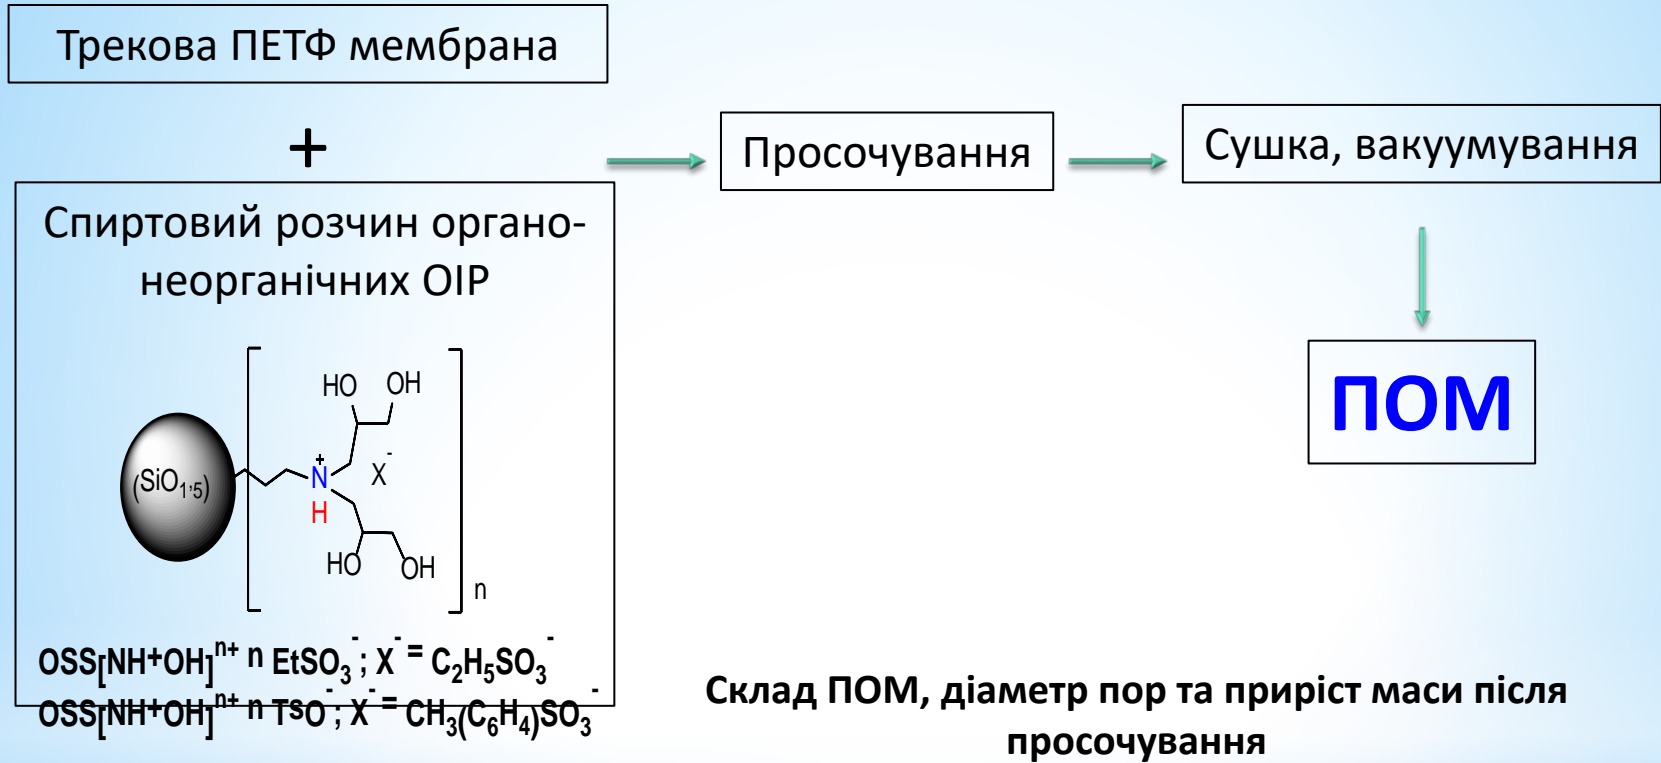 Трекова ПЕТФ мембрана
+
Спиртовий розчин органо-
неорганічних ОІР
Просочування
Сушка, вакуумування
ПОМ
(SiO₁,₅)
HO OH
N⁺
H
X⁻
HO OH
n
OSS[NH+OH]ⁿ⁺ n EtSO₃⁻; X⁻ = C₂H₅SO₃⁻
OSS[NH+OH]ⁿ⁺ n TsO⁻; X⁻ = CH₃(C₆H₄)SO₃⁻
Склад ПОМ, діаметр пор та приріст маси після
просочування